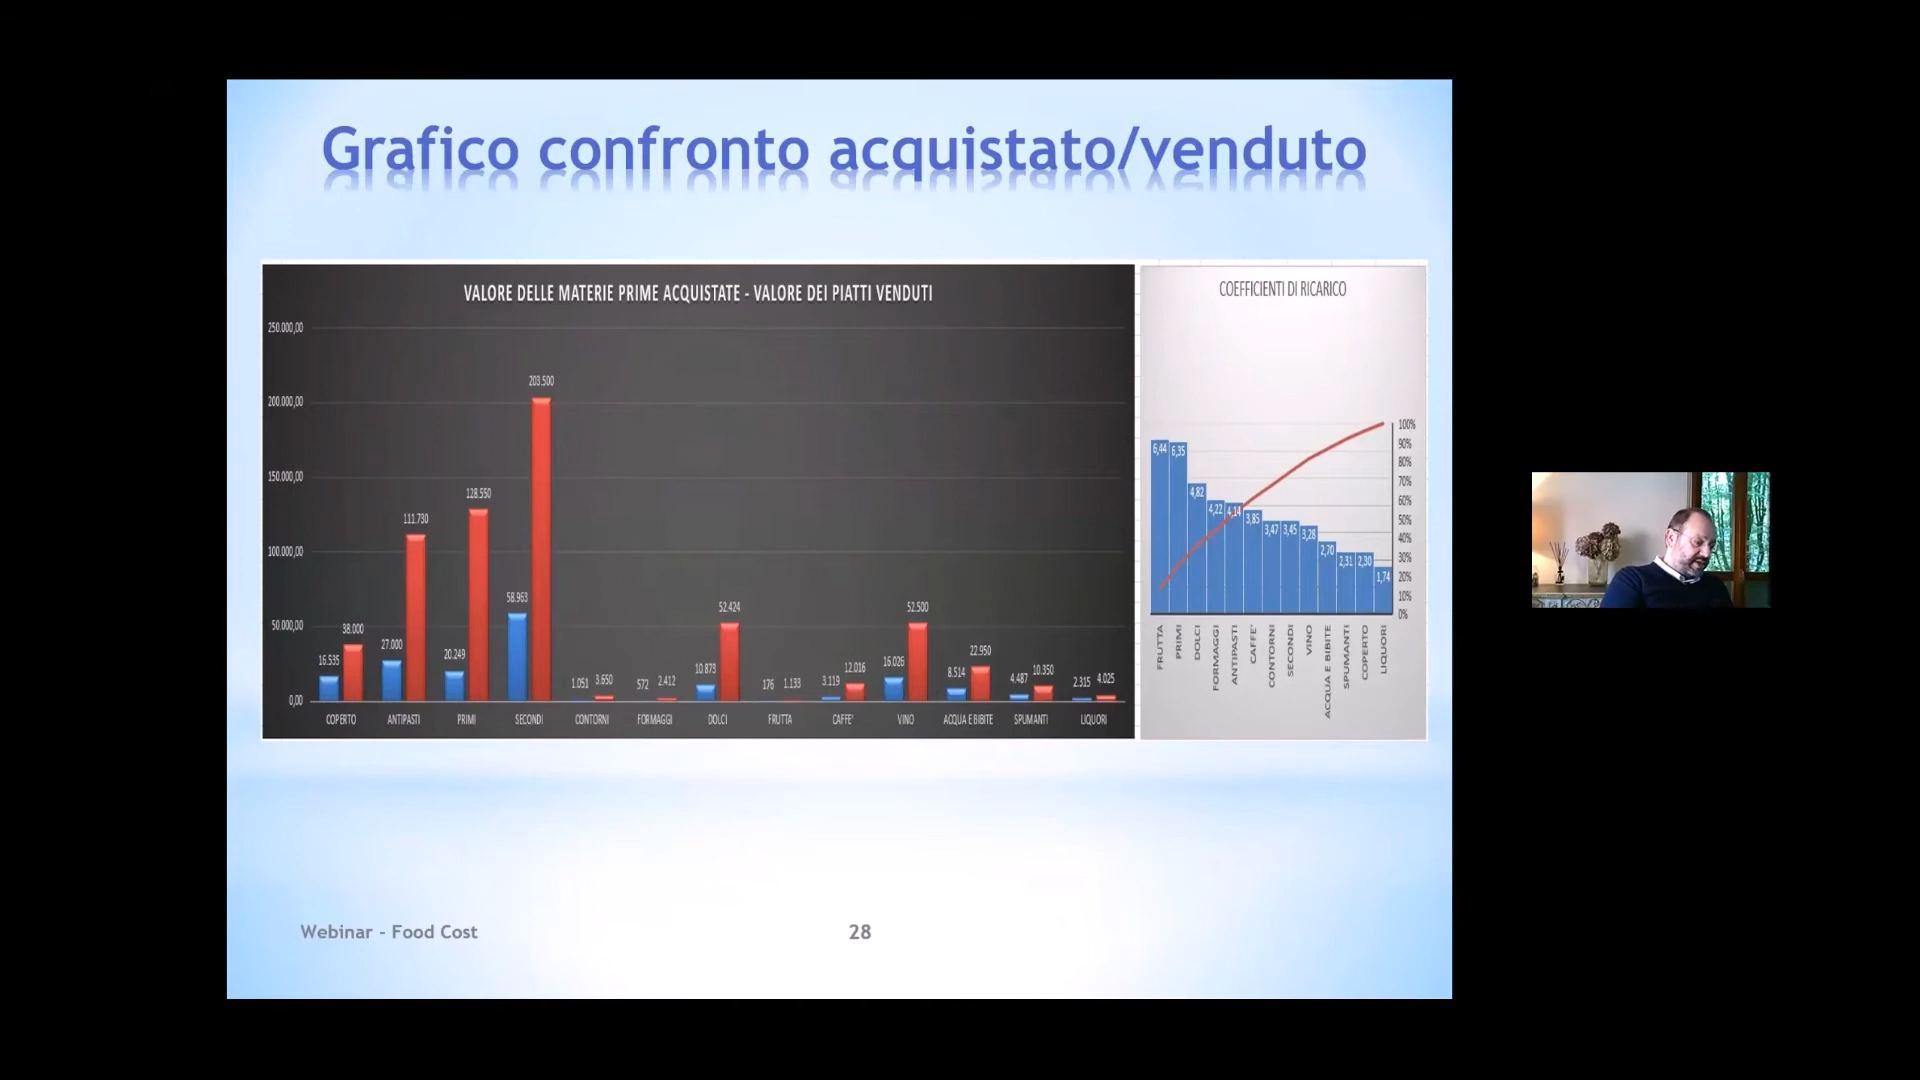 Grafico confronto acquistato/venduto
VALORE DELLE MATERIE PRIME ACQUISTATE - VALORE DEI PIATTI VENDUTI
250.000,00
200.000,00
150.000,00
100.000,00
50.000,00
0,00
16.535 38.000
27.000 111.730
20.249 128.550
58.963 203.500
1.051 3.650
572 2.412
10.873 52.424
176 1.133
3.119 12.016
16.026 52.500
8.514 22.950
4.487 10.350
2.315 4.025
COPERTO ANTIPASTI PRIMI SECONDI CONTORNI FORMAGGI DOLCI FRUTTA CAFFE' VINO ACQUA E BIBITE SPUMANTI LIQUORI
COEFFICIENTI DI RICARICO
6,44 6,35 4,82 4,22 4,14 3,85 3,47 3,45 3,28 2,70 2,31 2,30 1,74
100%
90%
80%
70%
60%
50%
40%
30%
20%
10%
0%
FRUTTA
PRIMI
DOLCI
FORMAGGI
ANTIPASTI
CAFFE'
CONTORNI
SECONDI
VINO
ACQUA E BIBITE
SPUMANTI
COPERTO
LIQUORI
Webinar - Food Cost
28